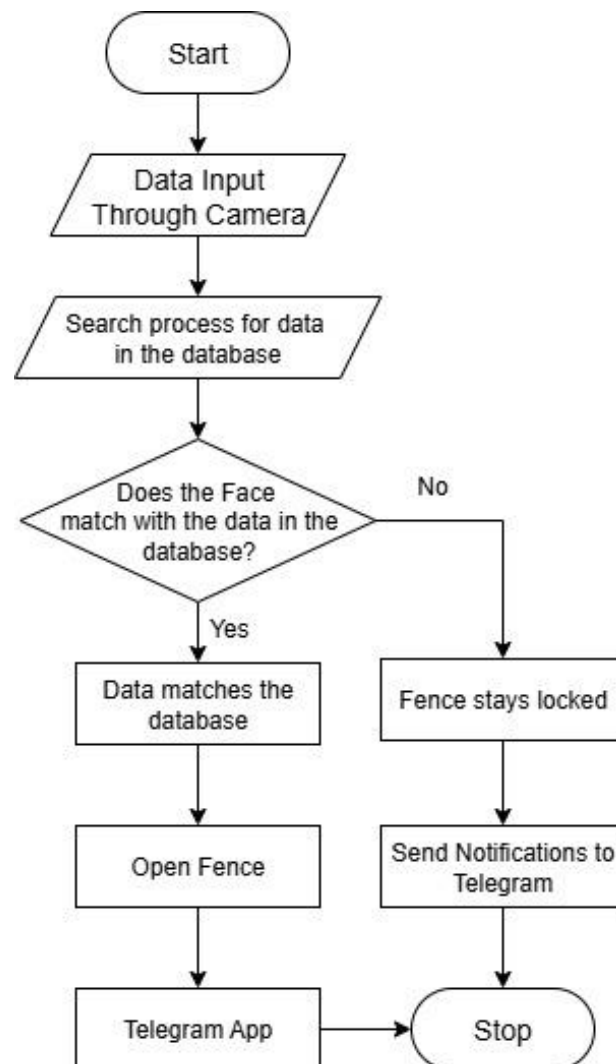 Start
Data Input
Through Camera
Search process for data
in the database
Does the Face
match with the data in the
database?
No
Yes
Data matches the
database
Fence stays locked
Open Fence
Send Notifications to
Telegram
Telegram App
Stop